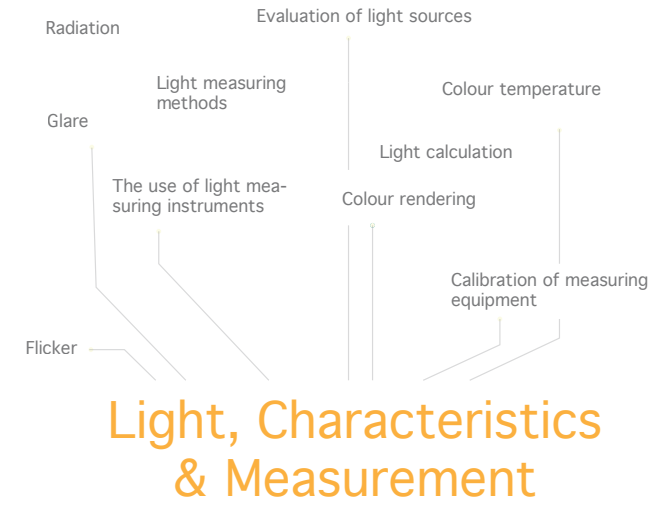 Evaluation of light sources
Radiation
Light measuring
methods
Colour temperature
Glare
Light calculation
The use of light mea-
suring instruments
Colour rendering
Calibration of measuring
equipment
Flicker
Light, Characteristics
& Measurement